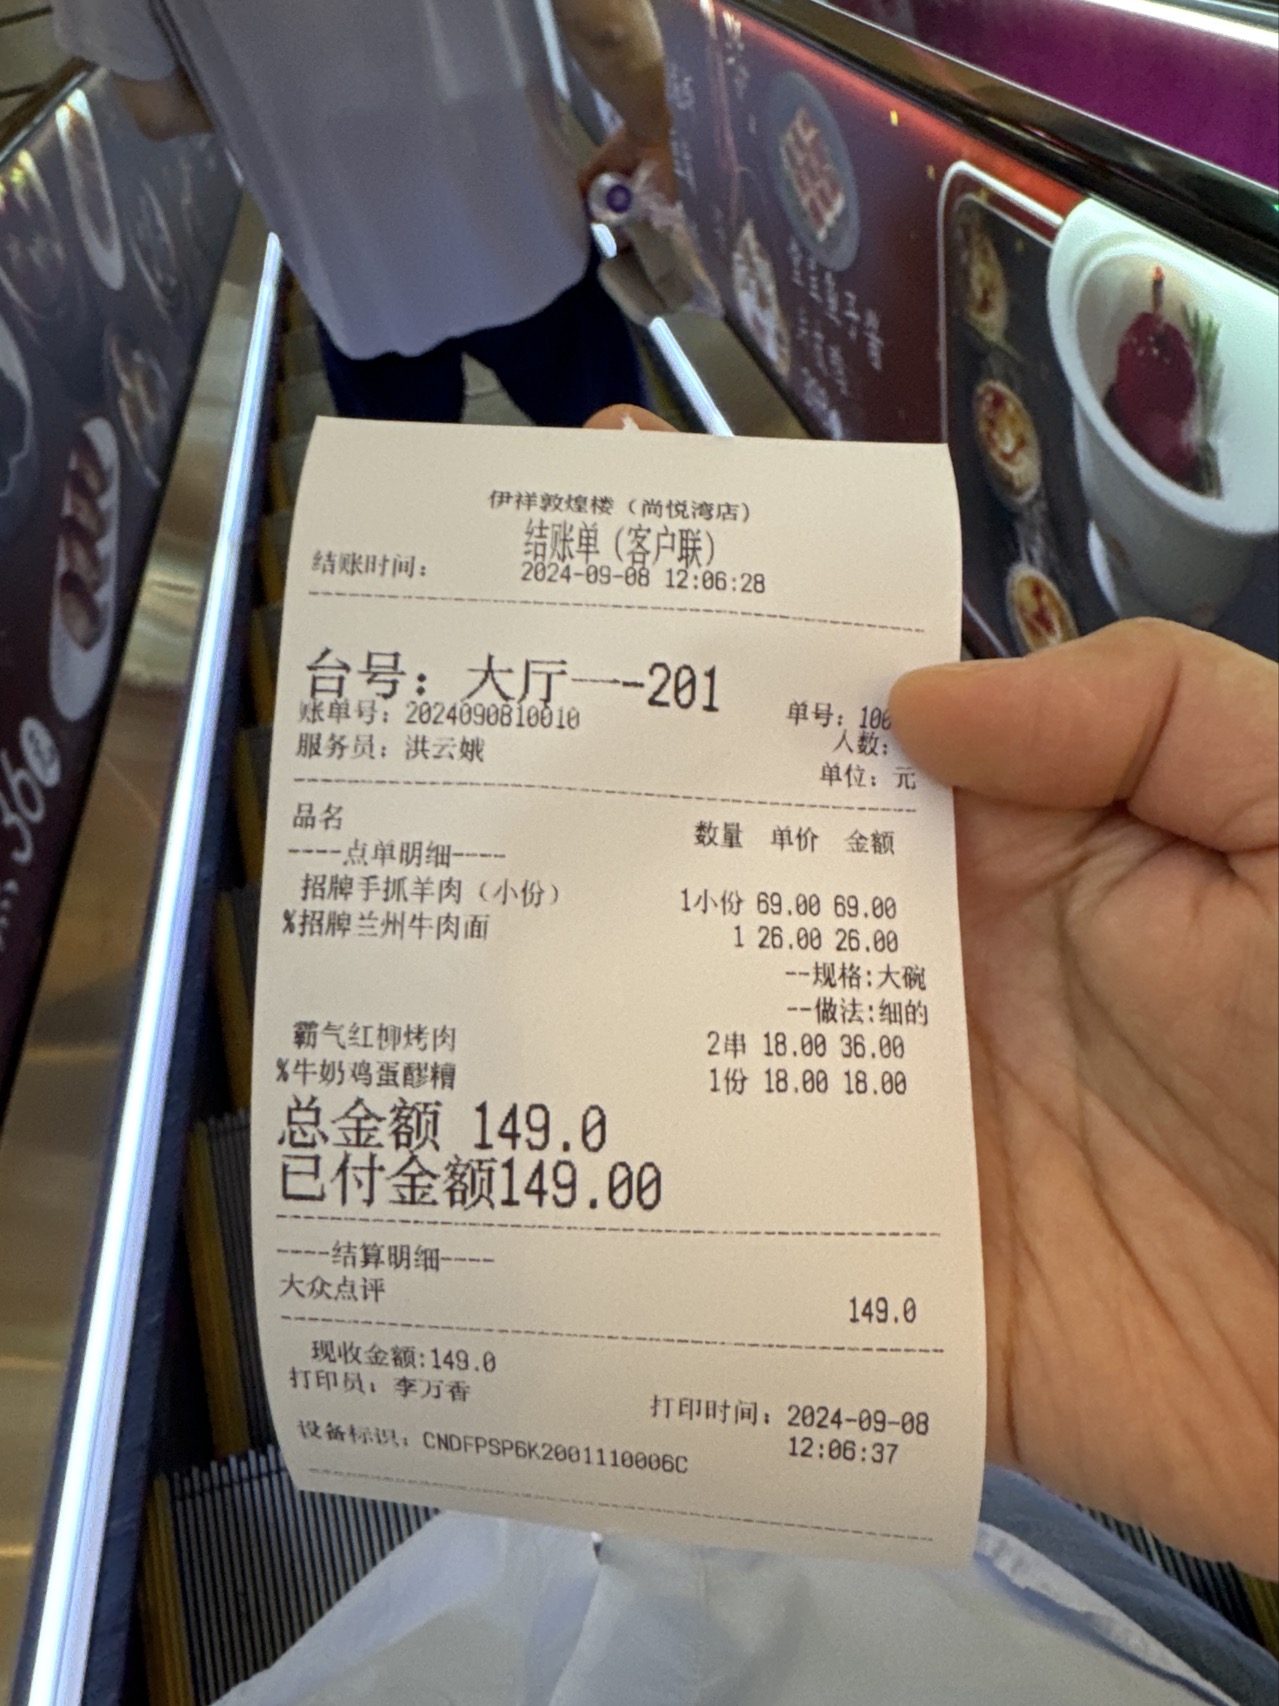 伊祥敦煌楼（尚悦湾店）
结账单（客户联）
结账时间： 2024-09-08 12:06:28
台号：大厅一-201
账单号：2024090810010 单号：100
服务员：洪云娥 人数：
单位：元
品名 数量 单价 金额
----点单明细----
招牌手抓羊肉（小份） 1小份 69.00 69.00
%招牌兰州牛肉面 1 26.00 26.00
--规格:大碗
--做法:细的
霸气红柳烤肉 2串 18.00 36.00
%牛奶鸡蛋醪糟 1份 18.00 18.00
总金额 149.0
已付金额149.00
----结算明细----
大众点评 149.0
现收金额:149.0
打印员：李万香 打印时间：2024-09-08
12:06:37
设备标识：CNDFPSP6K2001110006C